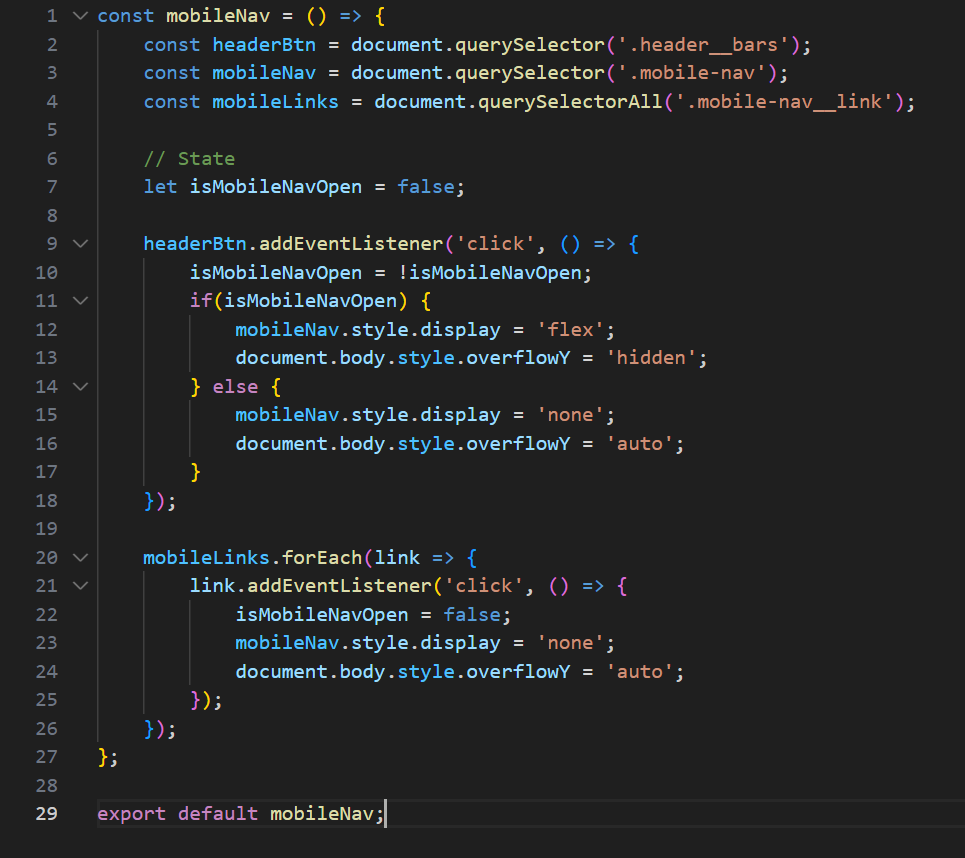 1 const mobileNav = () => {
2     const headerBtn = document.querySelector('.header__bars');
3     const mobileNav = document.querySelector('.mobile-nav');
4     const mobileLinks = document.querySelectorAll('.mobile-nav__link');
5
6     // State
7     let isMobileNavOpen = false;
8
9     headerBtn.addEventListener('click', () => {
10         isMobileNavOpen = !isMobileNavOpen;
11         if(isMobileNavOpen) {
12             mobileNav.style.display = 'flex';
13             document.body.style.overflowY = 'hidden';
14         } else {
15             mobileNav.style.display = 'none';
16             document.body.style.overflowY = 'auto';
17         }
18     });
19
20     mobileLinks.forEach(link => {
21         link.addEventListener('click', () => {
22             isMobileNavOpen = false;
23             mobileNav.style.display = 'none';
24             document.body.style.overflowY = 'auto';
25         });
26     });
27 };
28
29 export default mobileNav;